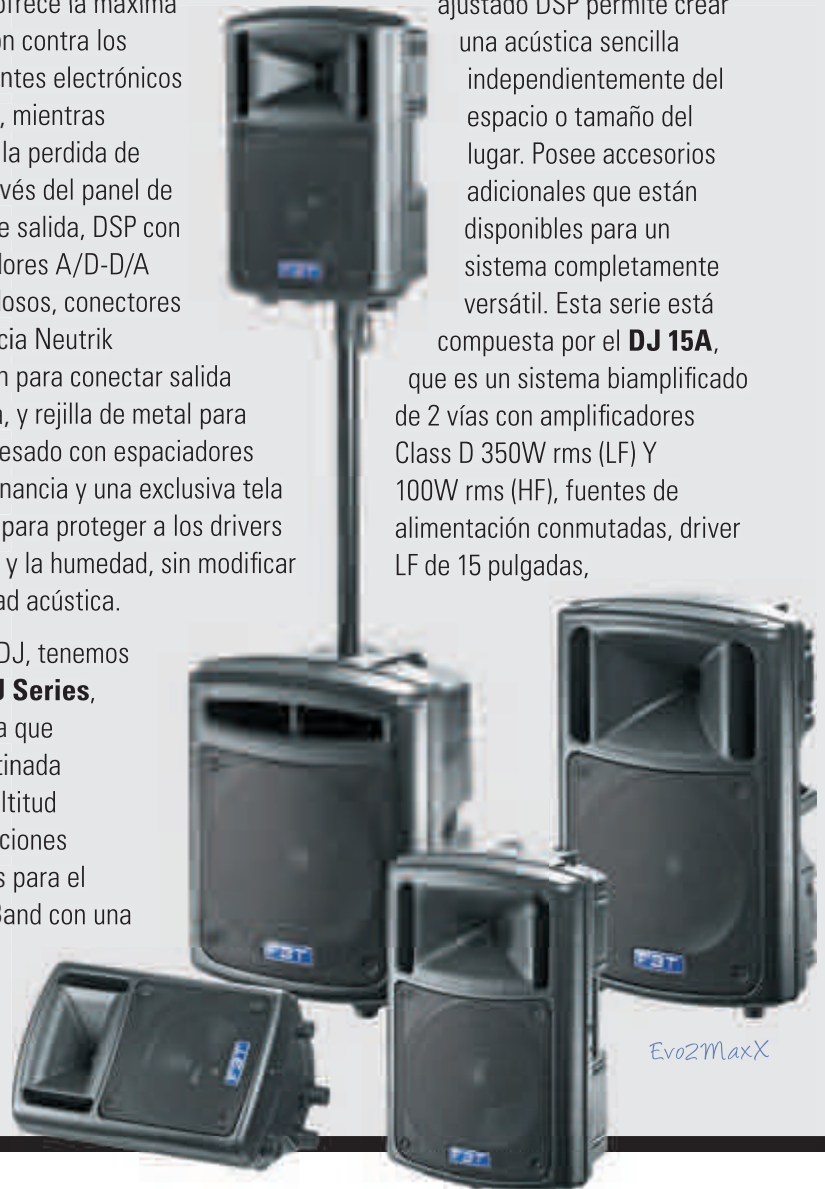 ofrece la máxima
ón contra los
ntes electrónicos
, mientras
la perdida de
vés del panel de
e salida, DSP con
lores A/D-D/A
losos, conectores
cia Neutrik
n para conectar salida
, y rejilla de metal para
esado con espaciadores
nancia y una exclusiva tela
para proteger a los drivers
y la humedad, sin modificar
ad acústica.
DJ, tenemos
J Series,
a que
tinada
ltitud
ciones
s para el
Band con una
ajustado DSP permite crear
una acústica sencilla
independientemente del
espacio o tamaño del
lugar. Posee accesorios
adicionales que están
disponibles para un
sistema completamente
versátil. Esta serie está
compuesta por el DJ 15A,
que es un sistema biamplificado
de 2 vías con amplificadores
Class D 350W rms (LF) Y
100W rms (HF), fuentes de
alimentación conmutadas, driver
LF de 15 pulgadas,
FBT
FBT
FBT
FBT
FBT
Evo2MaxX